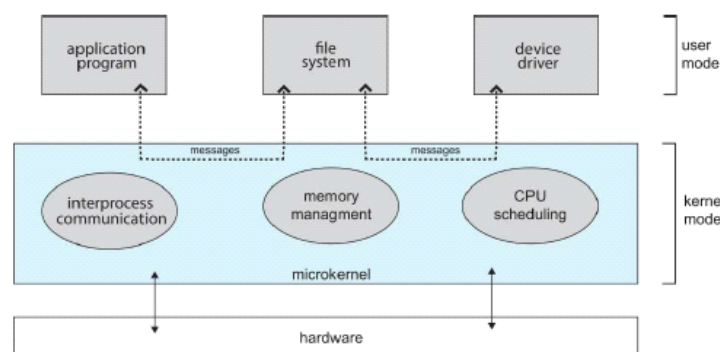 application
program
file
system
device
driver
user
mode
messages
messages
interprocess
communication
memory
managment
CPU
scheduling
kerne
mode
microkernel
hardware